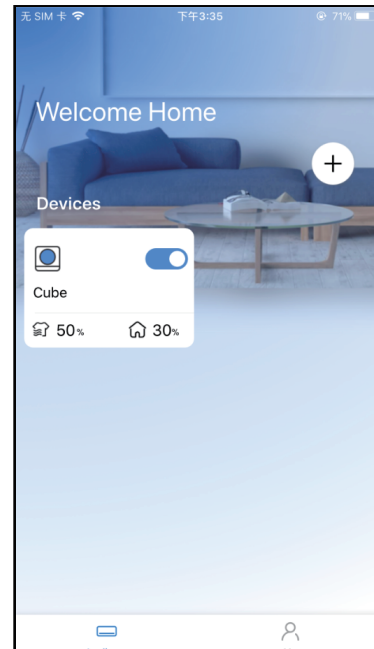 无 SIM 卡 下午3:35 71%
Welcome Home
+
Devices
Cube
50% 30%